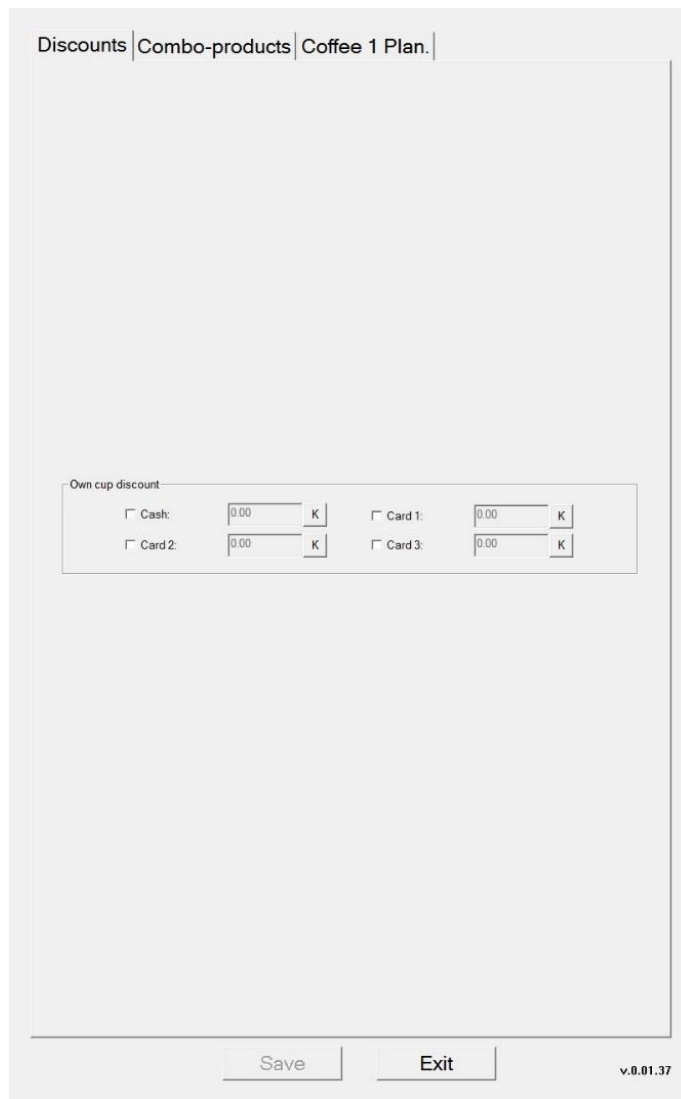 Discounts Combo-products Coffee 1 Plan.
Own cup discount
Cash: 0.00 K Card 1: 0.00 K
Card 2: 0.00 K Card 3: 0.00 K
Save Exit v.0.01.37